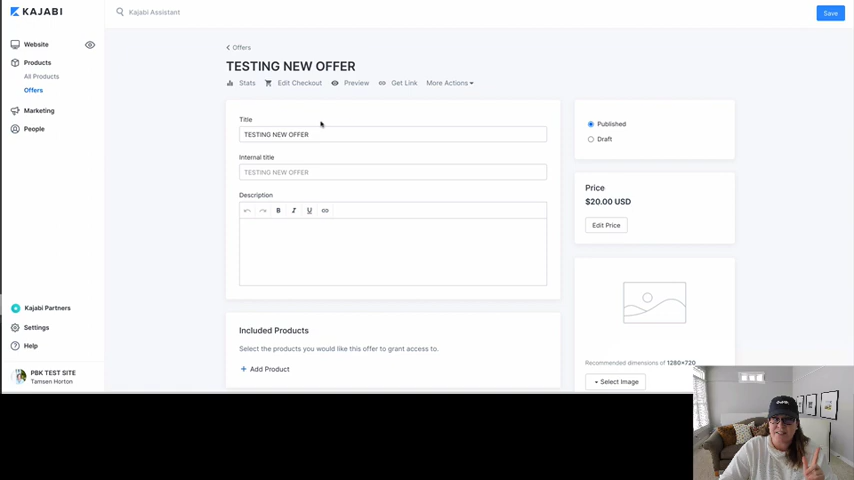 KAJABI
Kajabi Assistant
Save
Website
Products
All Products
Offers
Marketing
People
Kajabi Partners
Settings
Help
PBK TEST SITE
Tamsen Horton
Offers
TESTING NEW OFFER
Stats Edit Checkout Preview Get Link More Actions
Title
TESTING NEW OFFER
Internal title
TESTING NEW OFFER
Description
B I U
Included Products
Select the products you would like this offer to grant access to.
+ Add Product
Published
Draft
Price
$20.00 USD
Edit Price
Recommended dimensions of 1280×720
+ Select Image